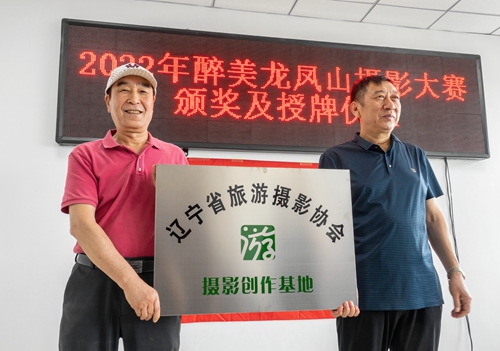 2022年醉美龙凤山摄影大赛
颁奖及授牌仪
辽宁省旅游摄影协会
游
摄影创作基地